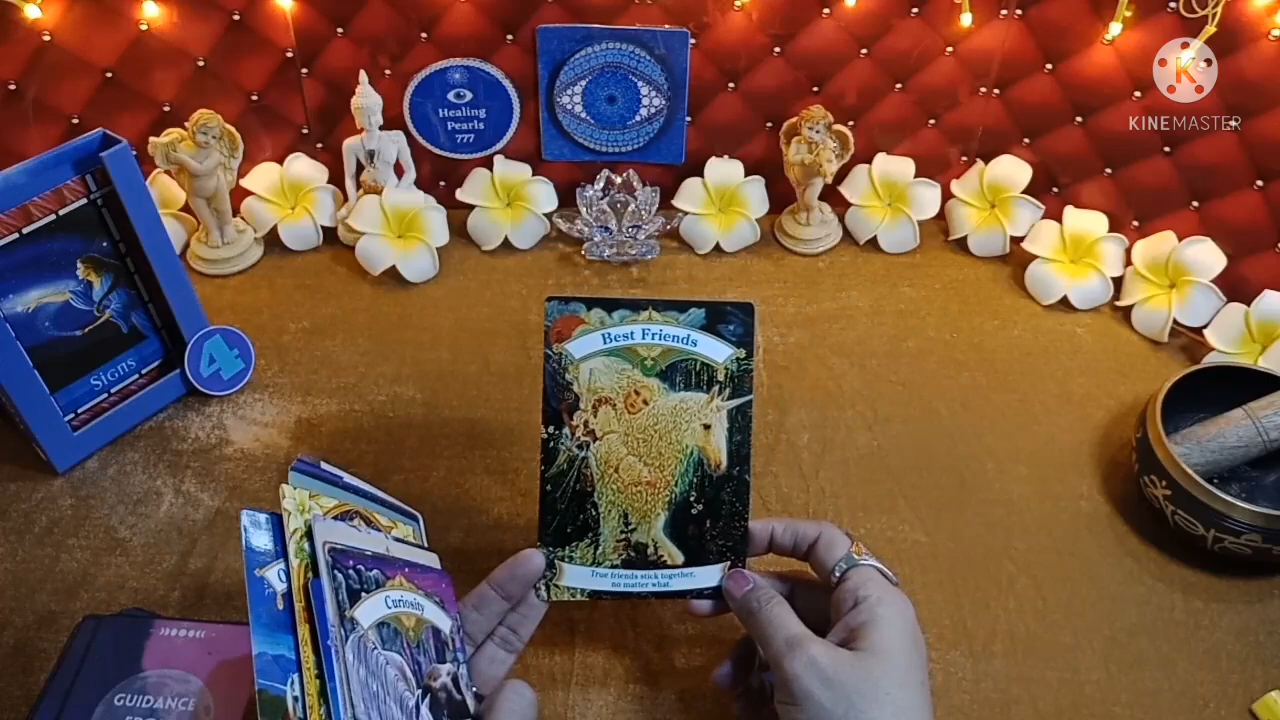 Healing
Pearls
777
KINEMASTER
Best Friends
Signs
4
True friends stick together,
no matter what.
Curiosity
GUIDANCE